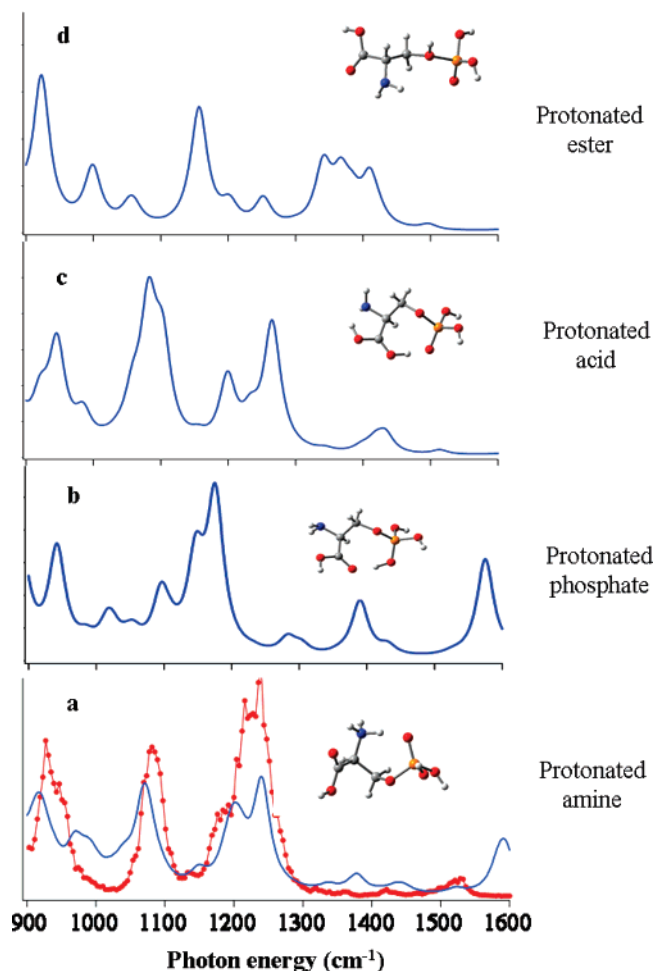 d
Protonated
ester
c
Protonated
acid
b
Protonated
phosphate
a
Protonated
amine
900 1000 1100 1200 1300 1400 1500 1600
Photon energy (cm-1)